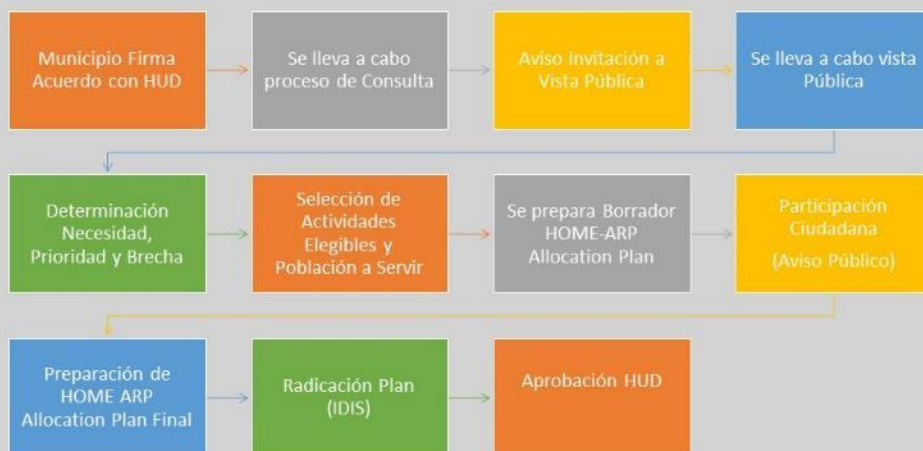 Municipio Firma
Acuerdo con HUD
Se lleva a cabo
proceso de Consulta
Aviso Invitación a
Vista Pública
Se lleva a cabo vista
Pública
Determinación
Necesidad,
Prioridad y Brecha
Selección de
Actividades
Elegibles y
Población a Servir
Se prepara Borrador
HOME-ARP
Allocation Plan
Participación
Ciudadana
(Aviso Público)
Preparación de
HOME ARP
Allocation Plan Final
Radicación Plan
(IDIS)
Aprobación HUD